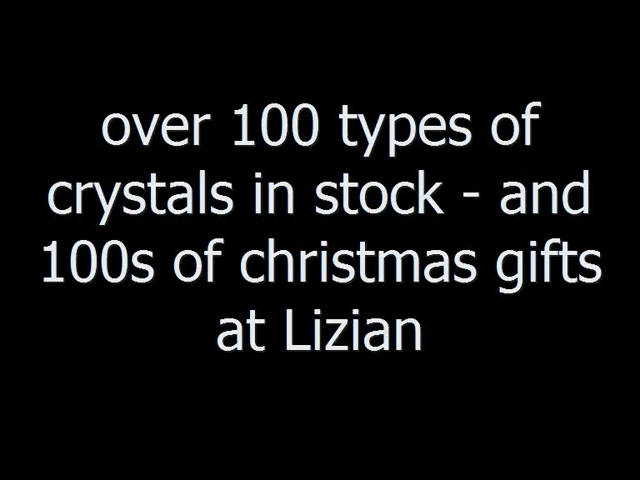 over 100 types of
crystals in stock - and
100s of christmas gifts
at Lizian